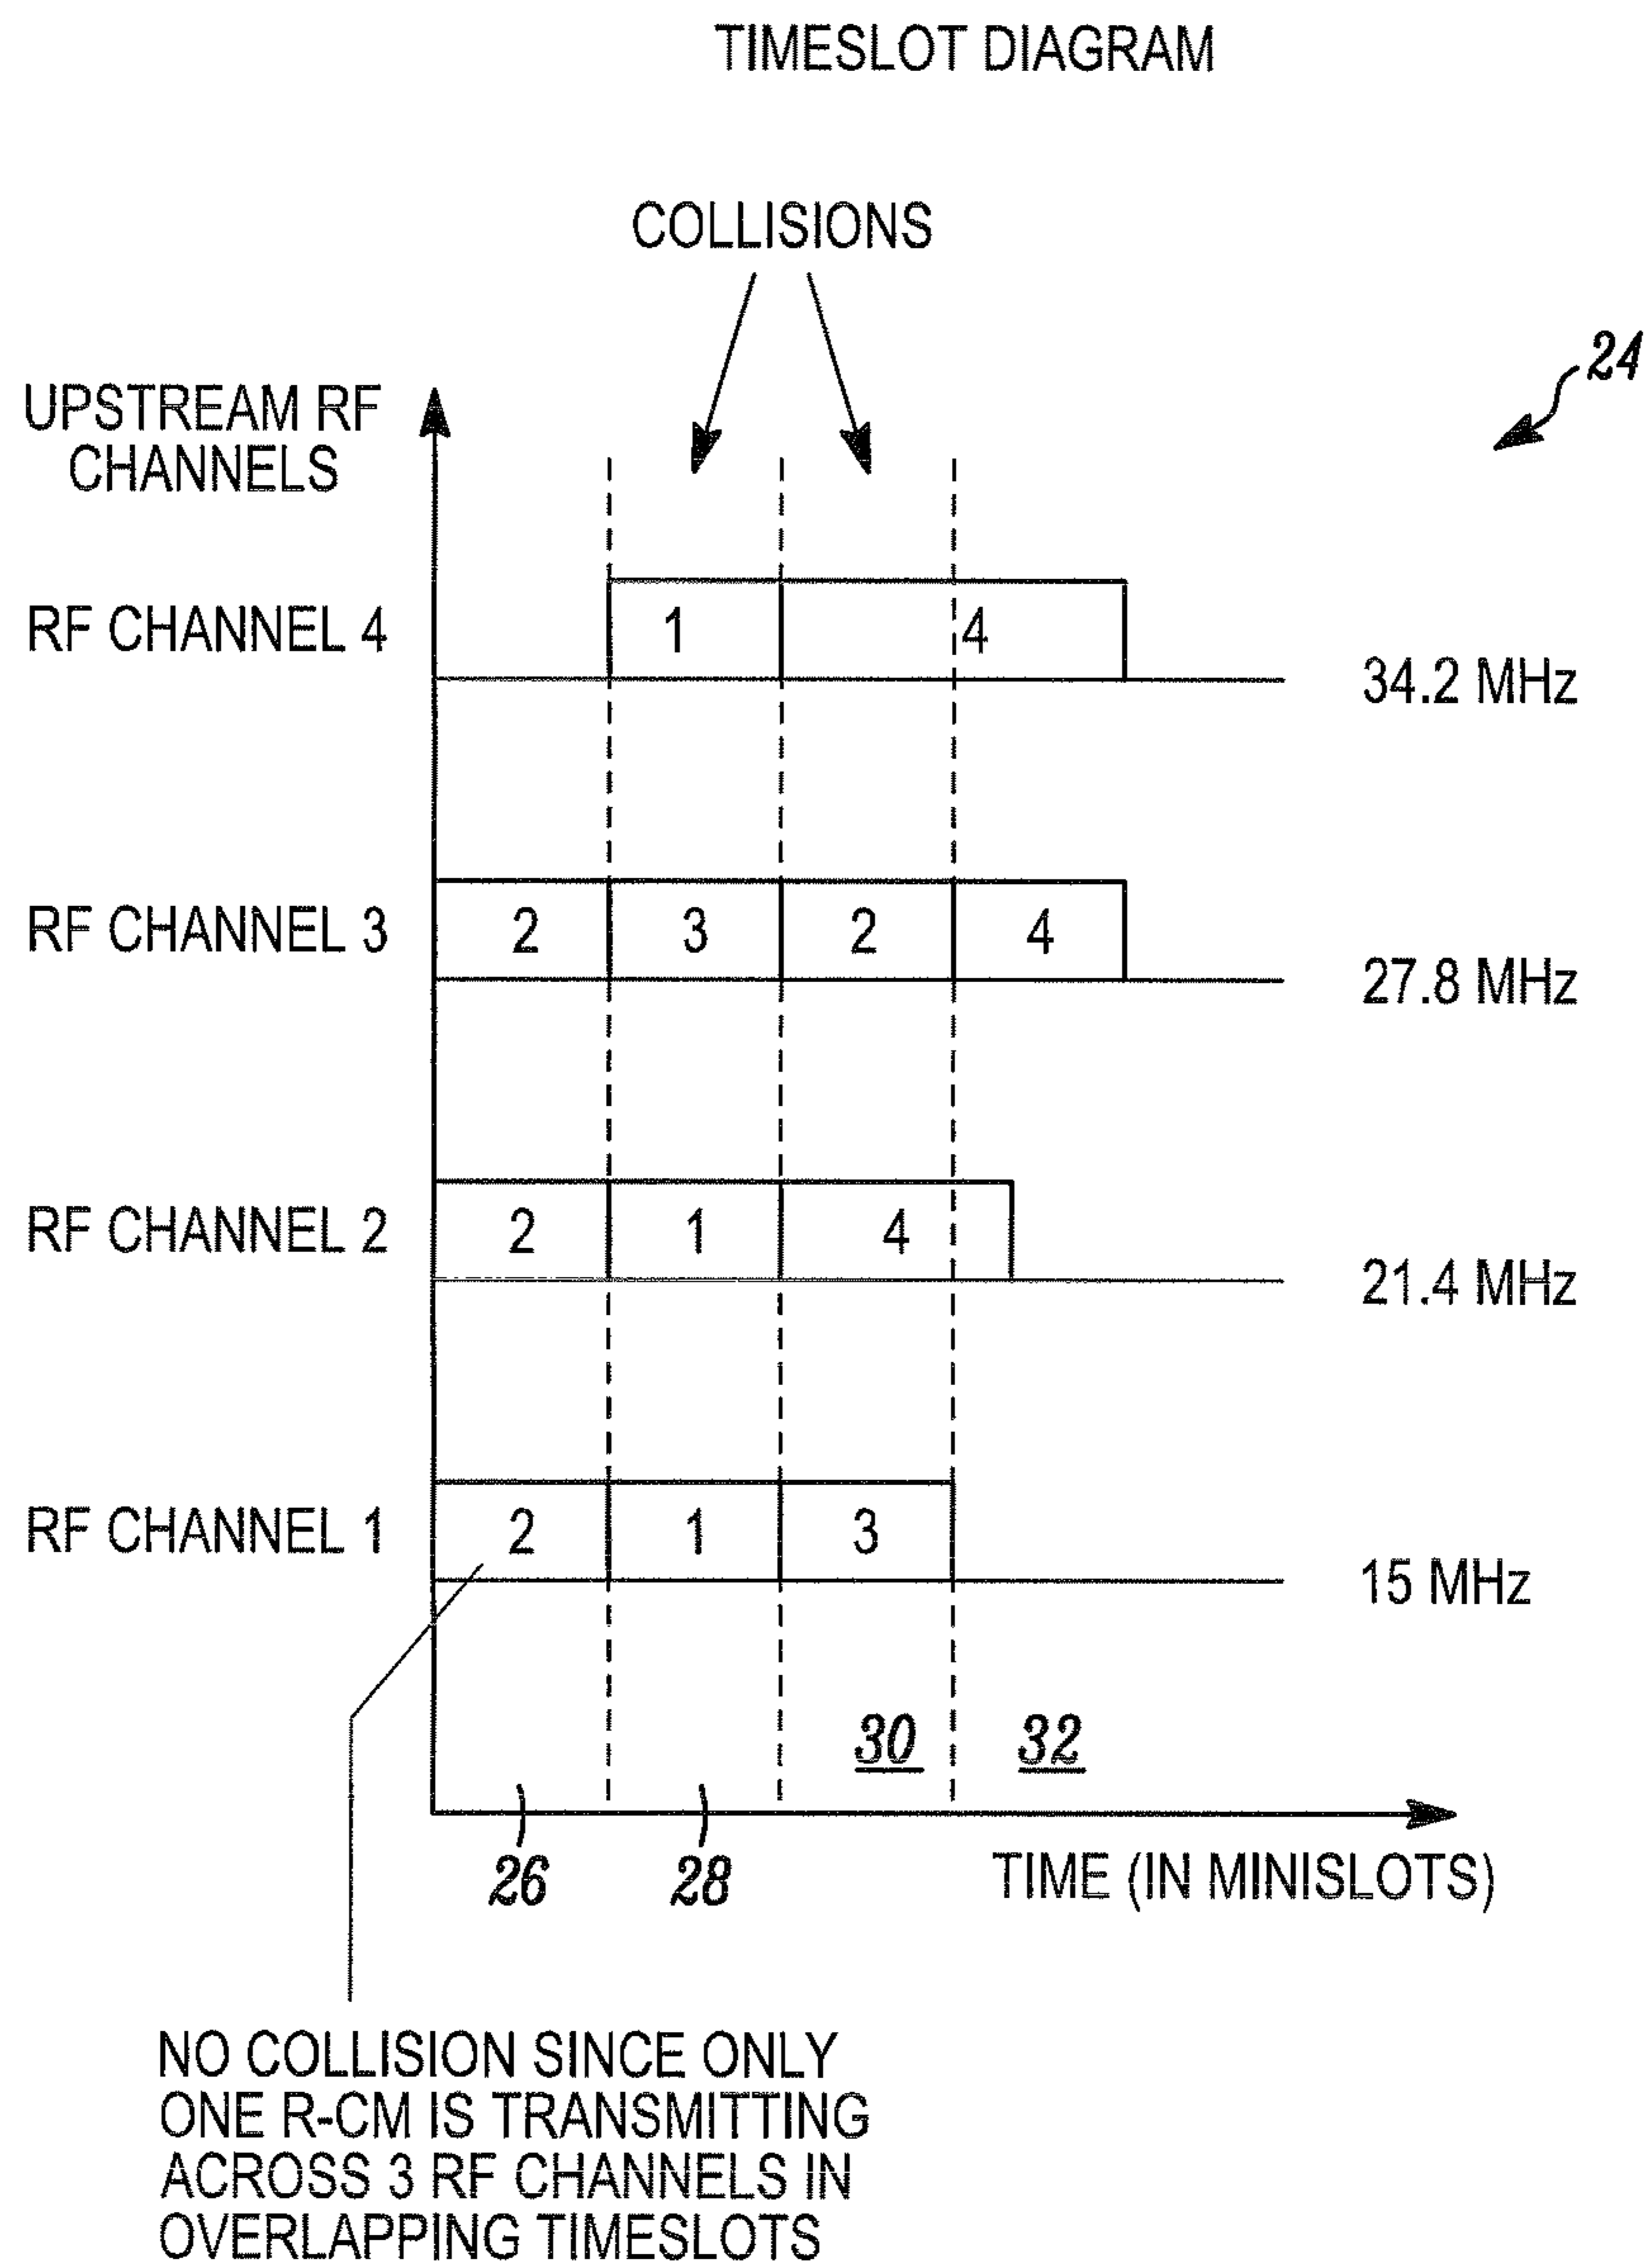 TIMESLOT DIAGRAM
COLLISIONS
24
UPSTREAM RF
CHANNELS
RF CHANNEL 4
1
4
34.2 MHz
RF CHANNEL 3
2
3
2
4
27.8 MHz
RF CHANNEL 2
2
1
4
21.4 MHz
RF CHANNEL 1
2
1
3
15 MHz
30
32
26
28
TIME (IN MINISLOTS)
NO COLLISION SINCE ONLY
ONE R-CM IS TRANSMITTING
ACROSS 3 RF CHANNELS IN
OVERLAPPING TIMESLOTS